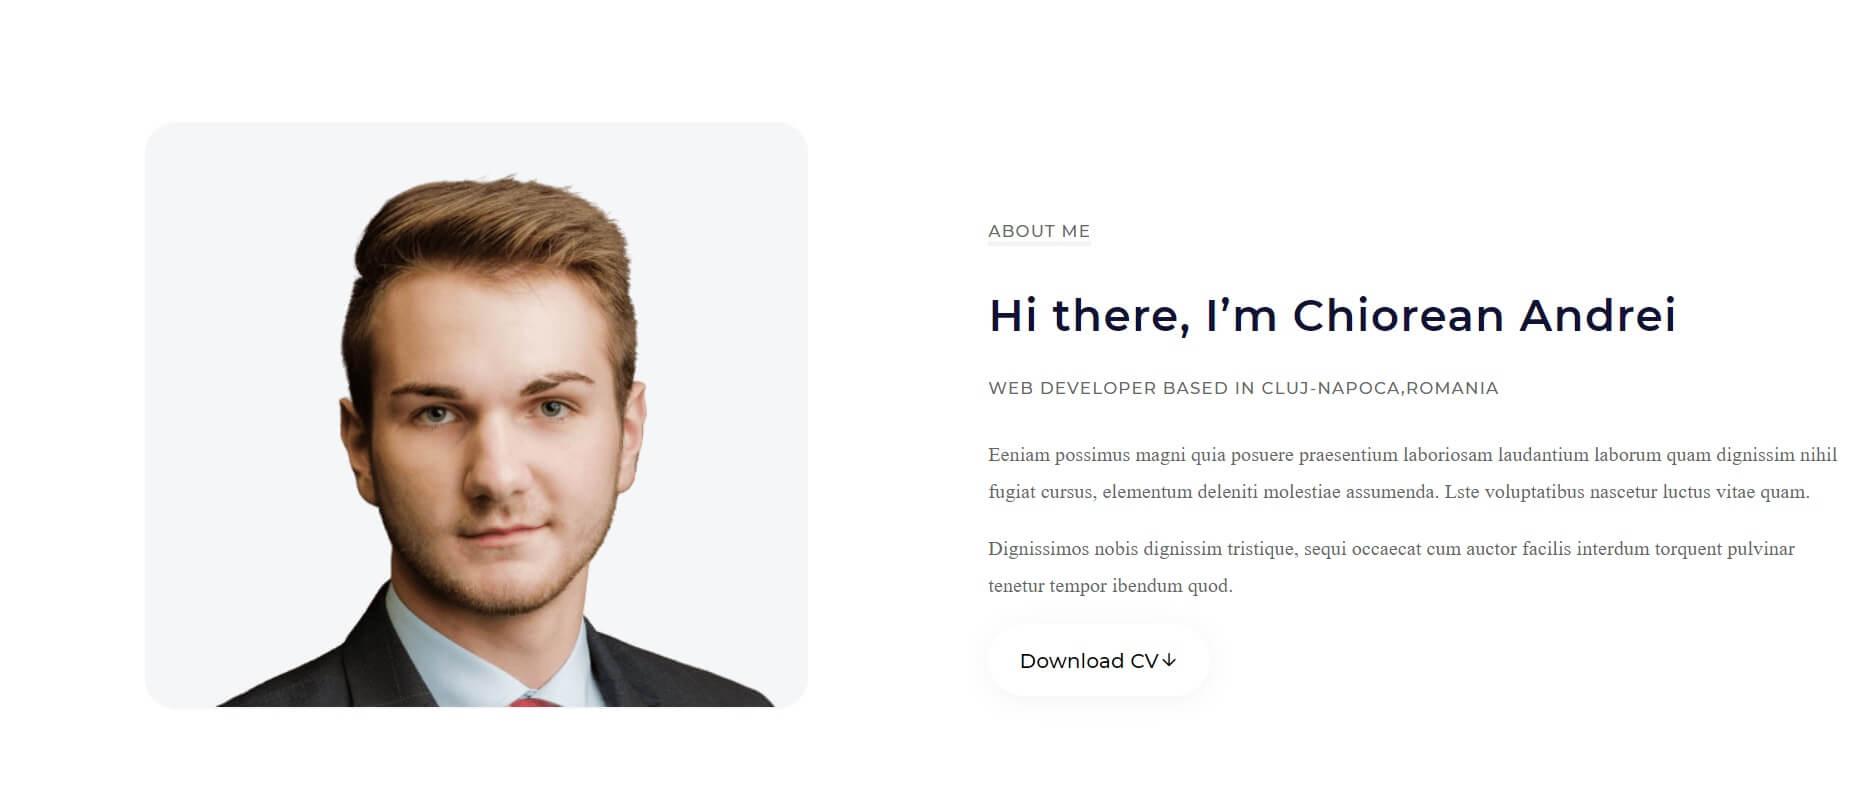 ABOUT ME
Hi there, I’m Chiorean Andrei
WEB DEVELOPER BASED IN CLUJ-NAPOCA,ROMANIA
Eeniam possimus magni quia posuere praesentium laboriosam laudantium laborum quam dignissim nihil
fugiat cursus, elementum deleniti molestiae assumenda. Lste voluptatibus nascetur luctus vitae quam.
Dignissimos nobis dignissim tristique, sequi occaecat cum auctor facilis interdum torquent pulvinar
tenetur tempor ibendum quod.
Download CV↓